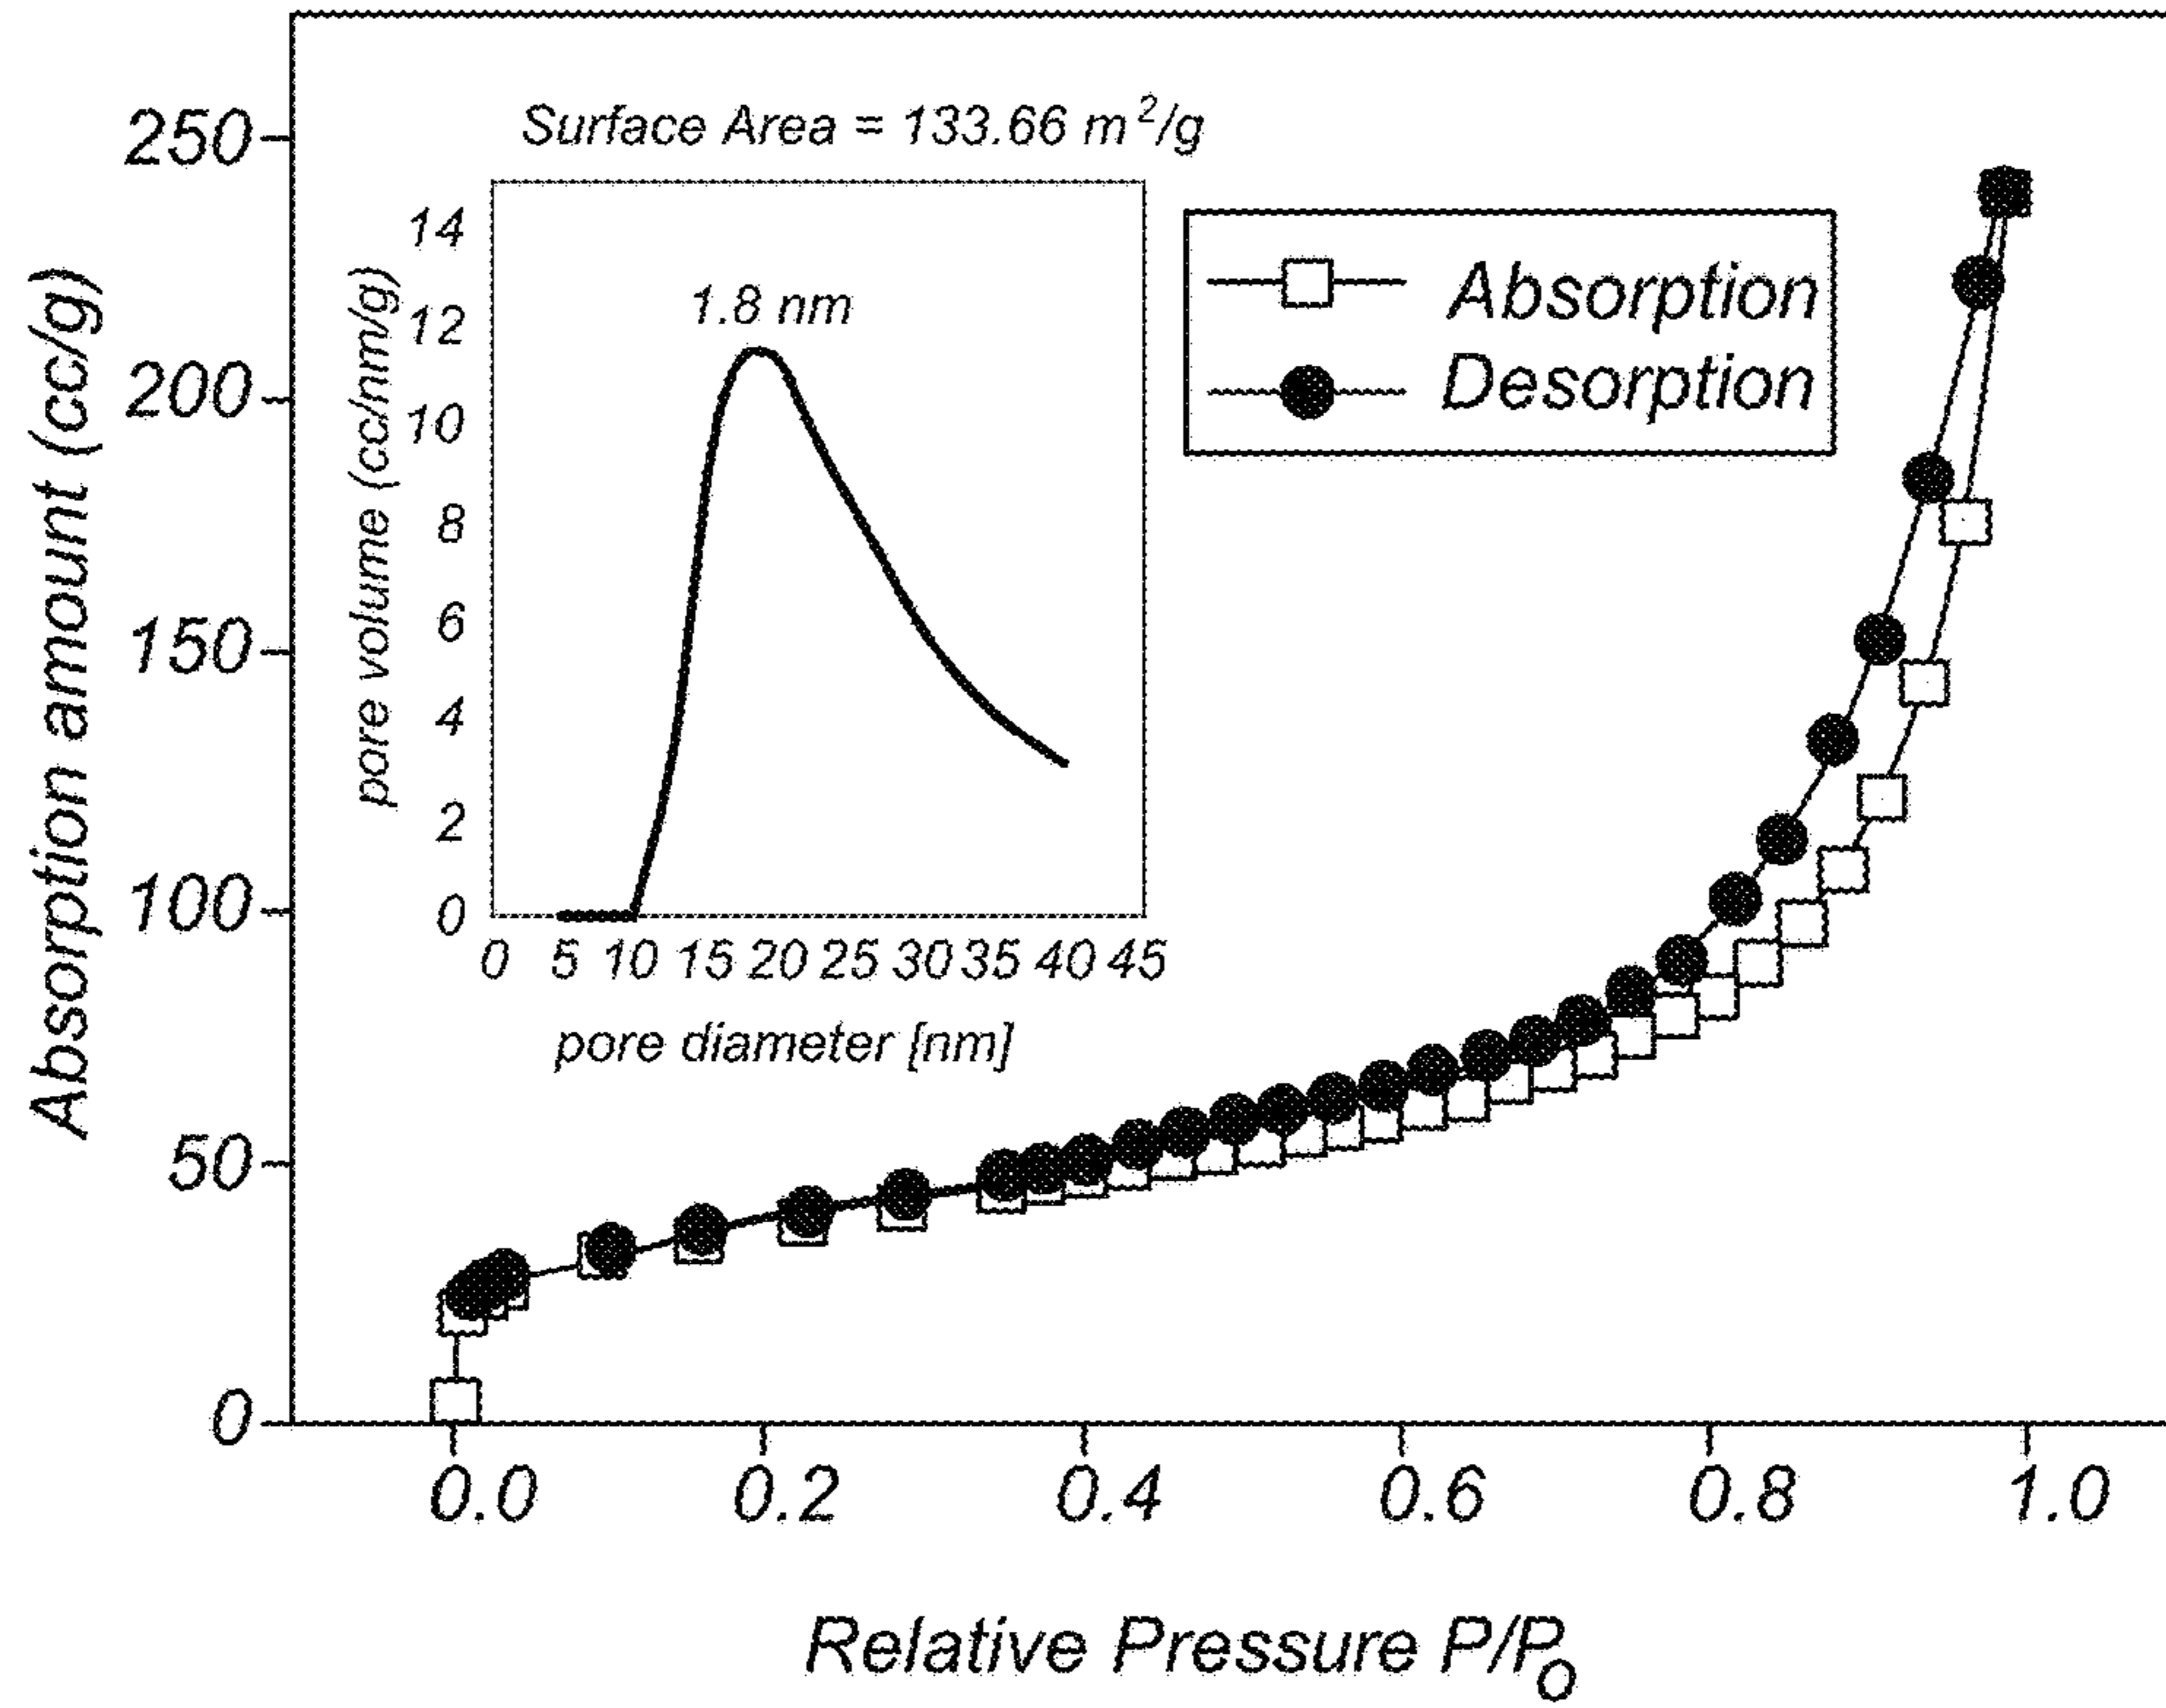 Surface Area = 133.66 m²/g
1.8 nm
pore volume (cc/nm/g)
14
12
10
8
6
4
2
0
0 5 10 15 20 25 30 35 40 45
pore diameter [nm]
Absorption
Desorption
Absorption amount (cc/g)
250
200
150
100
50
0
0.0 0.2 0.4 0.6 0.8 1.0
Relative Pressure P/P₀